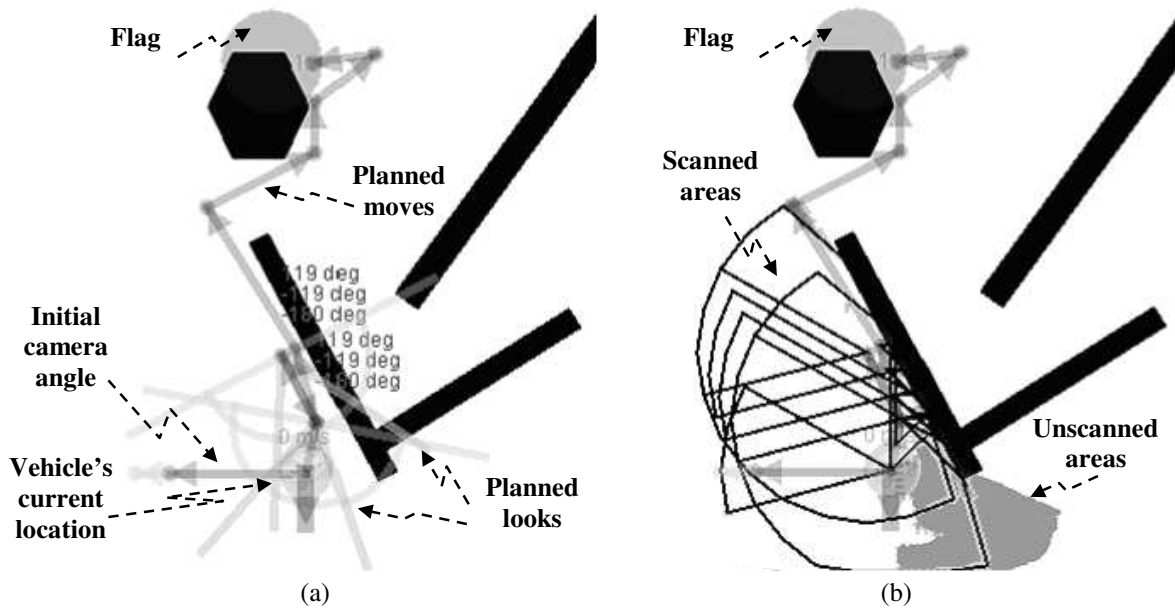 Flag
Planned
moves
119 deg
-119 deg
-180 deg
19 deg
-119 deg
-180 deg
Initial
camera
angle
0 m/s
Vehicle's
current
location
Planned
looks
(a)
Flag
Scanned
areas
Unscanned
areas
(b)